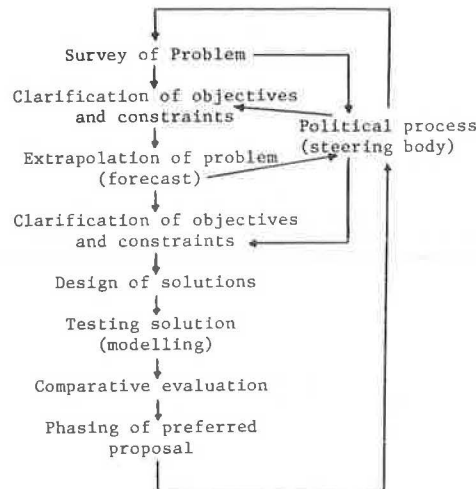 Survey of Problem
Clarification of objectives
and constraints
Political process
(steering body)
Extrapolation of problem
(forecast)
Clarification of objectives
and constraints
Design of solutions
Testing solution
(modelling)
Comparative evaluation
Phasing of preferred
proposal